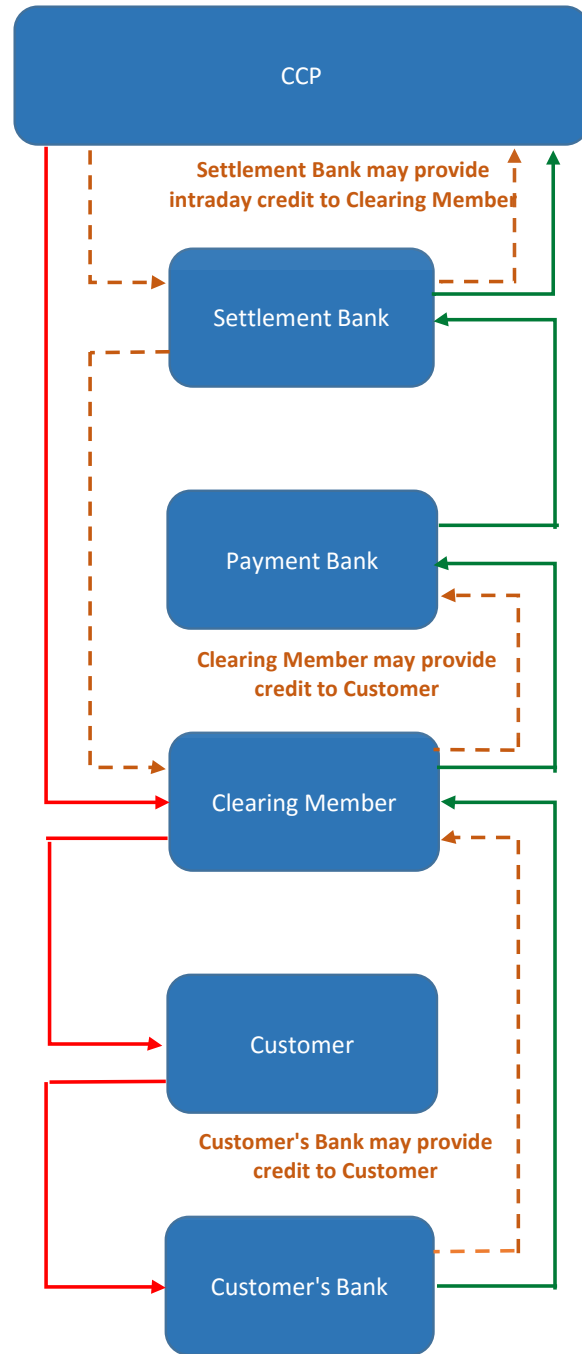 CCP
Settlement Bank may provide
intraday credit to Clearing Member
Settlement Bank
Payment Bank
Clearing Member may provide
credit to Customer
Clearing Member
Customer
Customer's Bank may provide
credit to Customer
Customer's Bank